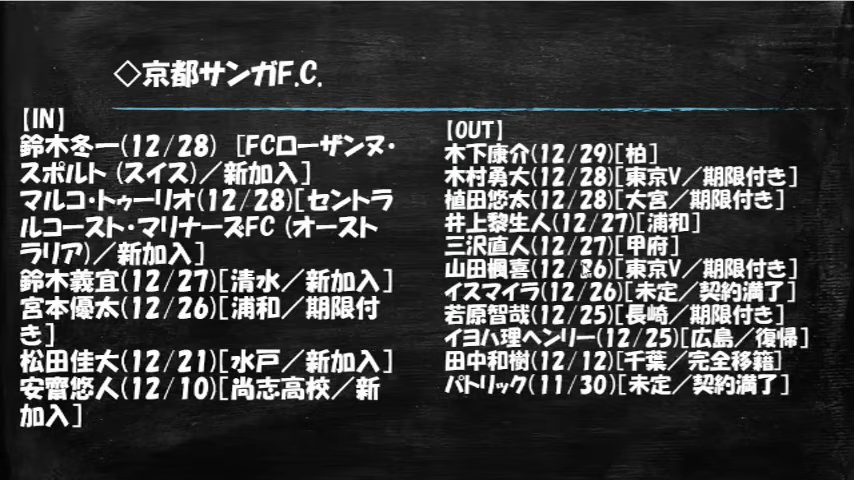 ◇京都サンガF.C.
【IN】
鈴木冬一(12/28) [FCローザンヌ・
スポルト (スイス)／新加入]
マルコ・トゥーリオ(12/28)[セントラ
ルコースト・マリナーズFC (オースト
ラリア)／新加入]
鈴木義宜(12/27)[清水／新加入]
宮本優太(12/26)[浦和／期限付
き]
松田佳大(12/21)[水戸／新加入]
安齋悠人(12/10)[尚志高校／新
加入]
【OUT】
木下康介(12/29)[柏]
木村勇大(12/28)[東京V／期限付き]
植田悠太(12/28)[大宮／期限付き]
井上黎生人(12/27)[浦和]
三沢直人(12/27)[甲府]
山田楓喜(12/26)[東京V／期限付き]
イスマイラ(12/26)[未定／契約満了]
若原智哉(12/25)[長崎／期限付き]
イヨハ理ヘンリー(12/25)[広島／復帰]
田中和樹(12/12)[千葉／完全移籍]
パトリック(11/30)[未定／契約満了]